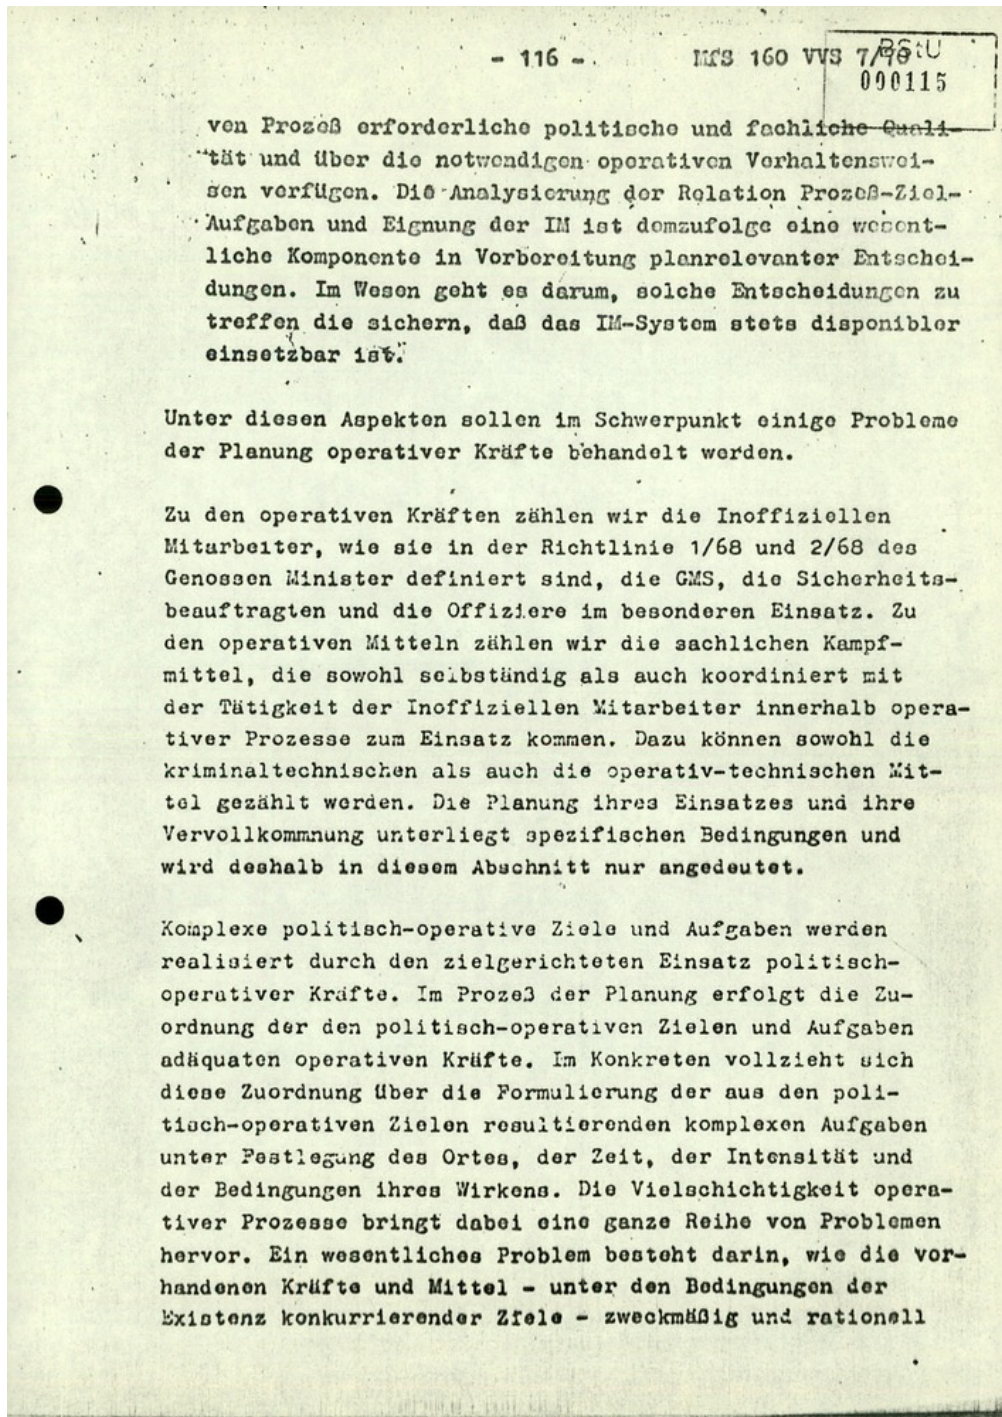 - 116 -. MfS 160 VVS 7/70
BStU
000115
ven Prozeß erforderliche politische und fachliche Quali-
tät und über die notwendigen operativen Verhaltenswei-
sen verfügen. Die Analysierung der Relation Prozeß-Ziel-
Aufgaben und Eignung der IM ist demzufolge eine wesent-
liche Komponente in Vorbereitung planrelevanter Entschei-
dungen. Im Wesen geht es darum, solche Entscheidungen zu
treffen die sichern, daß das IM-System stets disponibler
einsetzbar ist.
Unter diesen Aspekten sollen im Schwerpunkt einige Probleme
der Planung operativer Kräfte behandelt werden.
Zu den operativen Kräften zählen wir die Inoffiziellen
Mitarbeiter, wie sie in der Richtlinie 1/68 und 2/68 des
Genossen Minister definiert sind, die GMS, die Sicherheits-
beauftragten und die Offiziere im besonderen Einsatz. Zu
den operativen Mitteln zählen wir die sachlichen Kampf-
mittel, die sowohl selbständig als auch koordiniert mit
der Tätigkeit der Inoffiziellen Mitarbeiter innerhalb opera-
tiver Prozesse zum Einsatz kommen. Dazu können sowohl die
kriminaltechnischen als auch die operativ-technischen Mit-
tel gezählt werden. Die Planung ihres Einsatzes und ihre
Vervollkommnung unterliegt spezifischen Bedingungen und
wird deshalb in diesem Abschnitt nur angedeutet.
Komplexe politisch-operative Ziele und Aufgaben werden
realisiert durch den zielgerichteten Einsatz politisch-
operativer Kräfte. Im Prozeß der Planung erfolgt die Zu-
ordnung der den politisch-operativen Zielen und Aufgaben
adäquaten operativen Kräfte. Im Konkreten vollzieht sich
diese Zuordnung über die Formulierung der aus den poli-
tisch-operativen Zielen resultierenden komplexen Aufgaben
unter Festlegung des Ortes, der Zeit, der Intensität und
der Bedingungen ihres Wirkens. Die Vielschichtigkeit opera-
tiver Prozesse bringt dabei eine ganze Reihe von Problemen
hervor. Ein wesentliches Problem besteht darin, wie die vor-
handenen Kräfte und Mittel - unter den Bedingungen der
Existenz konkurrierender Ziele - zweckmäßig und rationell